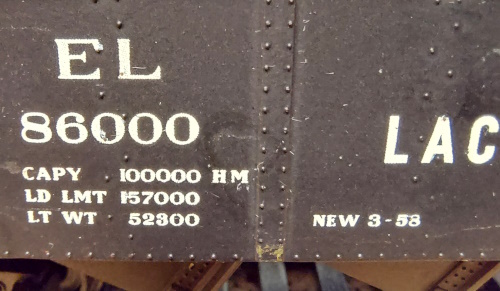 EL
86000
CAPY 100000 HM
LD LMT 157000
LT WT 52300
LAC
NEW 3-58